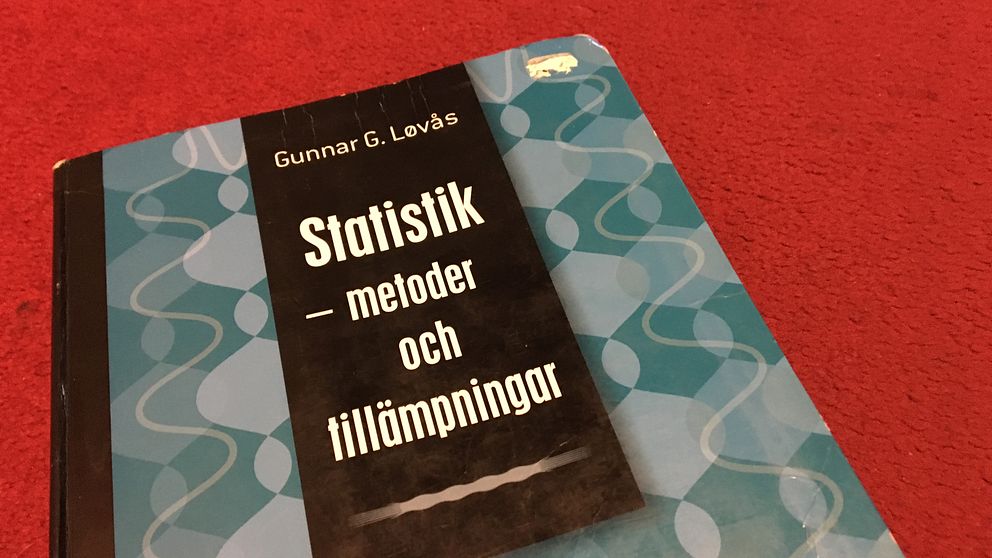 Gunnar G. Løvås
Statistik
– metoder
och
tillämpningar